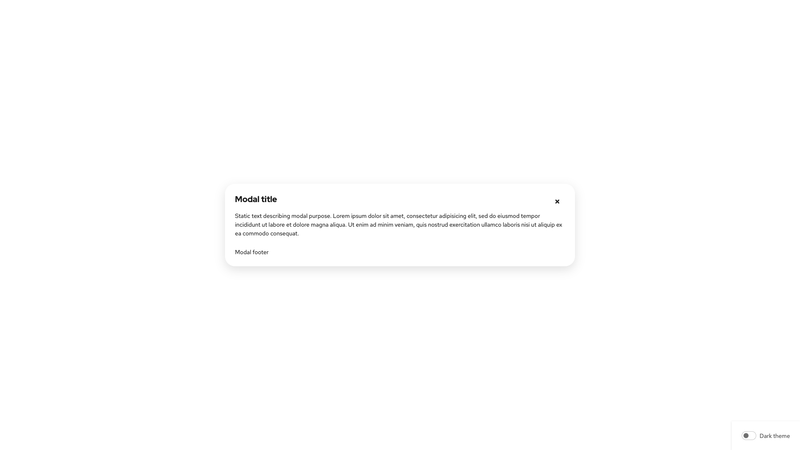 Modal title
Static text describing modal purpose. Lorem ipsum dolor sit amet, consectetur adipisicing elit, sed do eiusmod tempor
incididunt ut labore et dolore magna aliqua. Ut enim ad minim veniam, quis nostrud exercitation ullamco laboris nisi ut aliquip ex
ea commodo consequat.
Modal footer
Dark theme